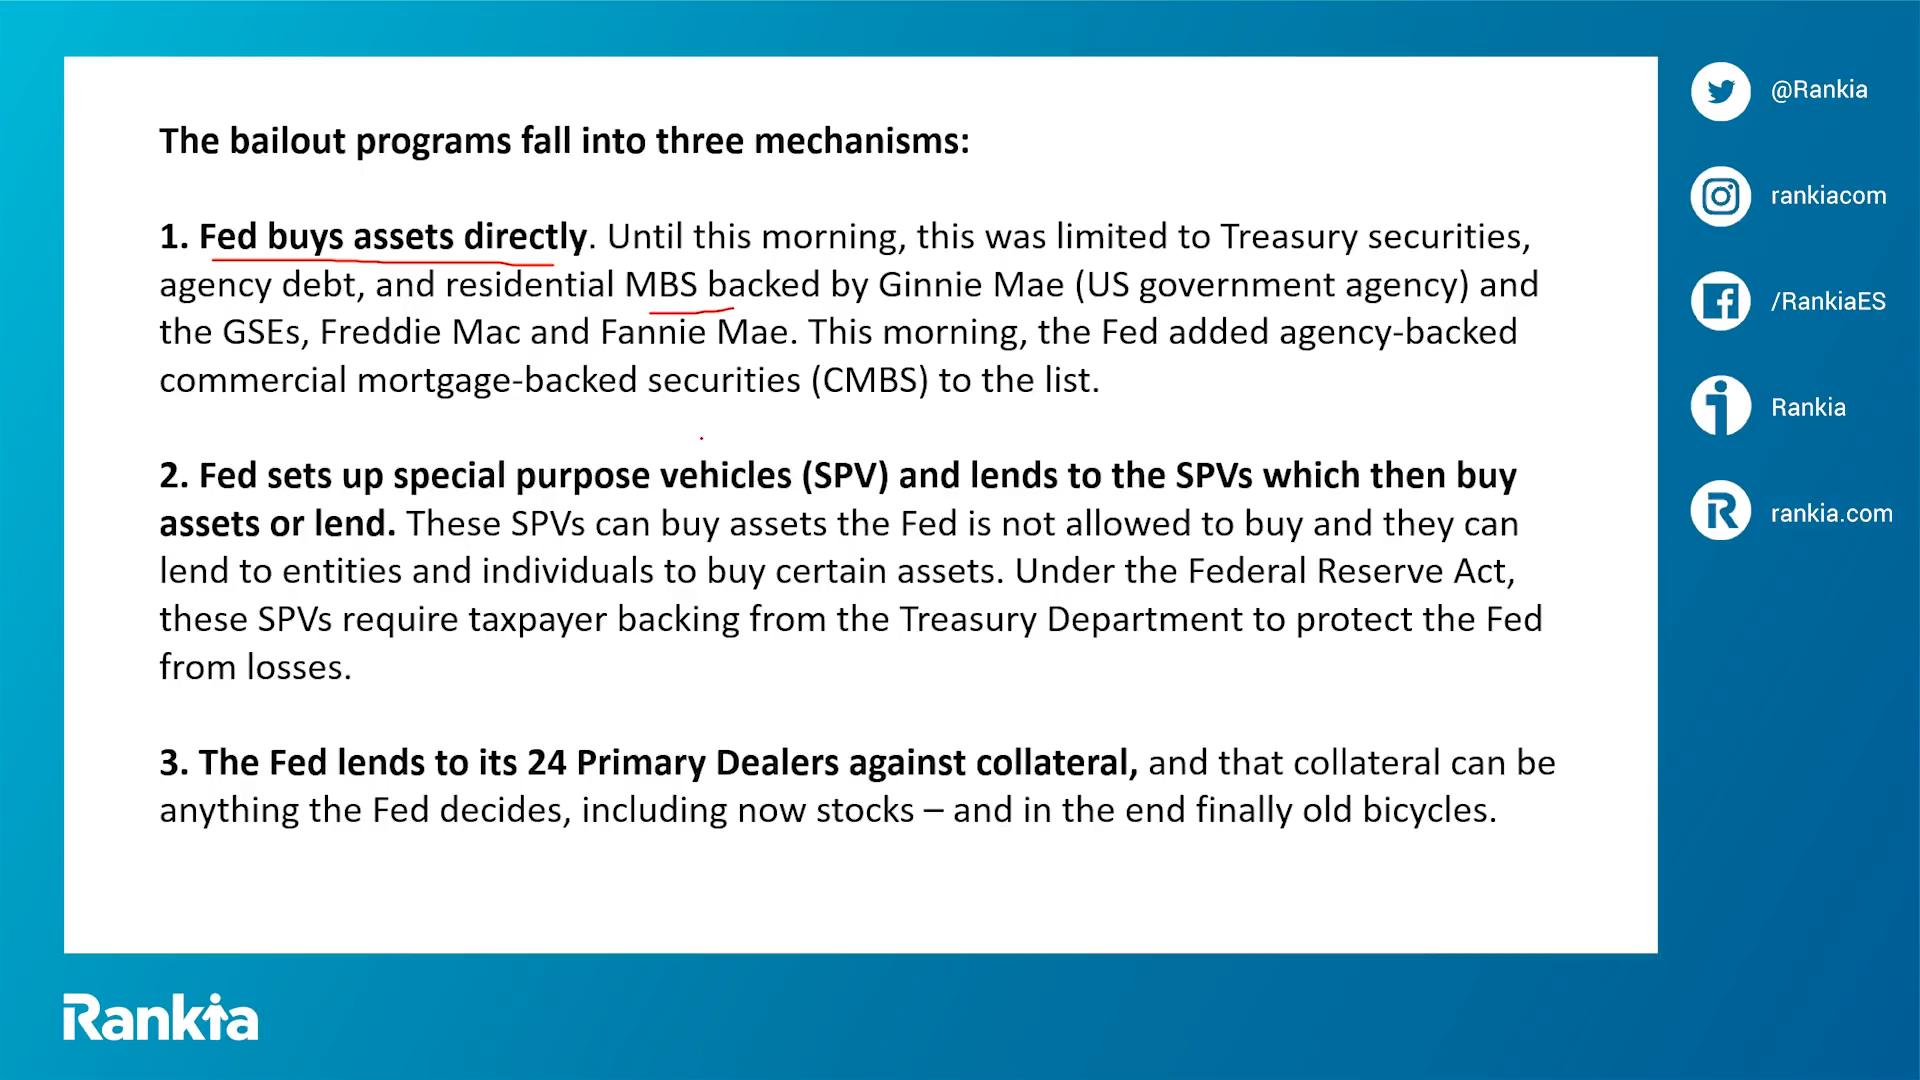 The bailout programs fall into three mechanisms:
1. Fed buys assets directly. Until this morning, this was limited to Treasury securities,
agency debt, and residential MBS backed by Ginnie Mae (US government agency) and
the GSEs, Freddie Mac and Fannie Mae. This morning, the Fed added agency-backed
commercial mortgage-backed securities (CMBS) to the list.
2. Fed sets up special purpose vehicles (SPV) and lends to the SPVs which then buy
assets or lend. These SPVs can buy assets the Fed is not allowed to buy and they can
lend to entities and individuals to buy certain assets. Under the Federal Reserve Act,
these SPVs require taxpayer backing from the Treasury Department to protect the Fed
from losses.
3. The Fed lends to its 24 Primary Dealers against collateral, and that collateral can be
anything the Fed decides, including now stocks – and in the end finally old bicycles.
@Rankia
rankiacom
/RankiaES
Rankia
rankia.com
Rankia